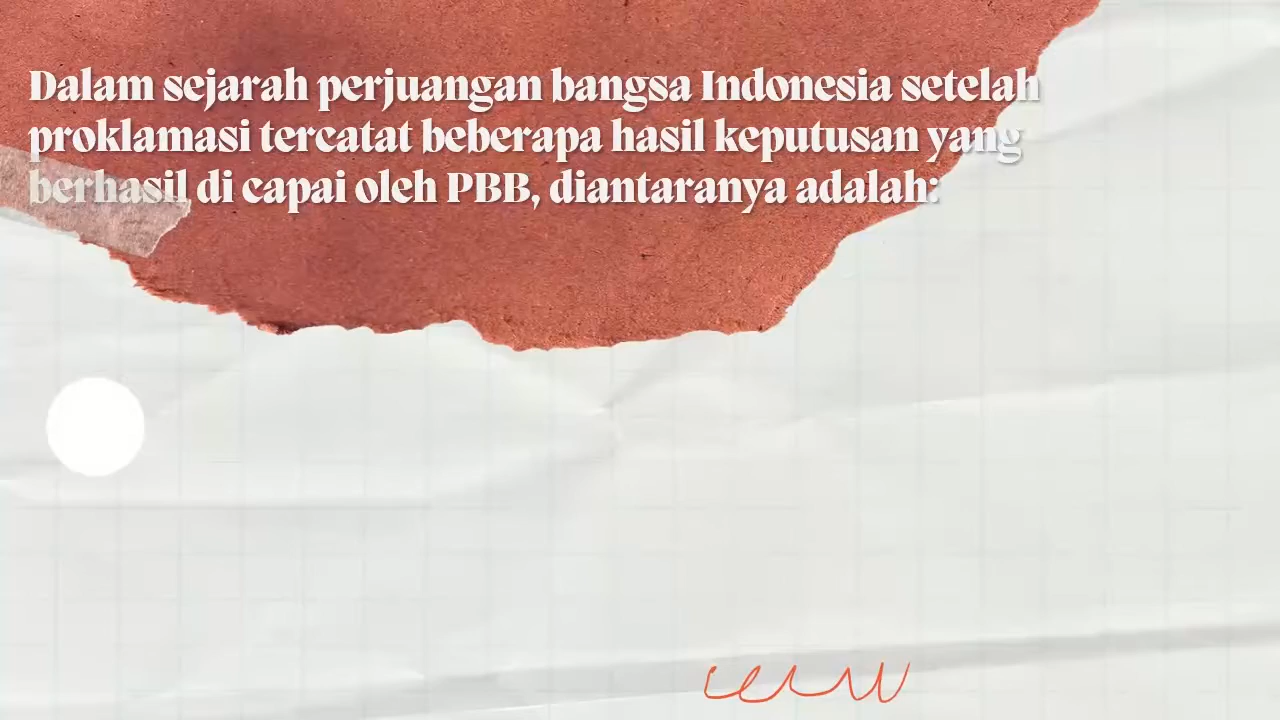 Dalam sejarah perjuangan bangsa Indonesia setelah
proklamasi tercatat beberapa hasil keputusan yang
berhasil di capai oleh PBB, diantaranya adalah: